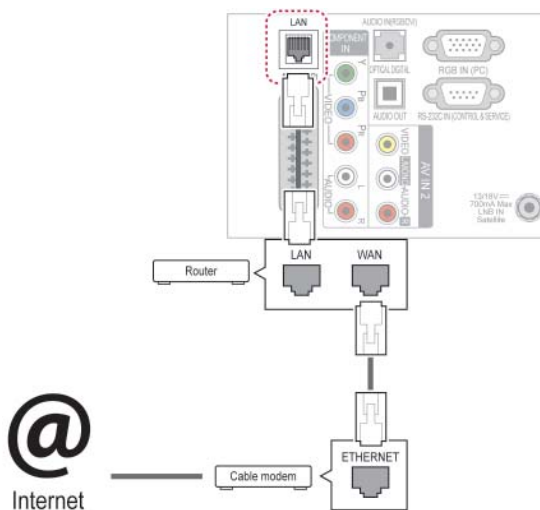 LAN
AUDIO IN(RGB/DVI)
COMPONENT
IN
Y
PB
PR
VIDEO
L
R
AUDIO
OPTICAL DIGITAL
AUDIO OUT
RGB IN (PC)
RS-232C IN (CONTROL & SERVICE)
VIDEO
L/MONO
AUDIO
R
AV IN 2
13/18V
700mA Max
LNB IN
Satellite
Router
LAN
WAN
ETHERNET
Cable modem
@
Internet